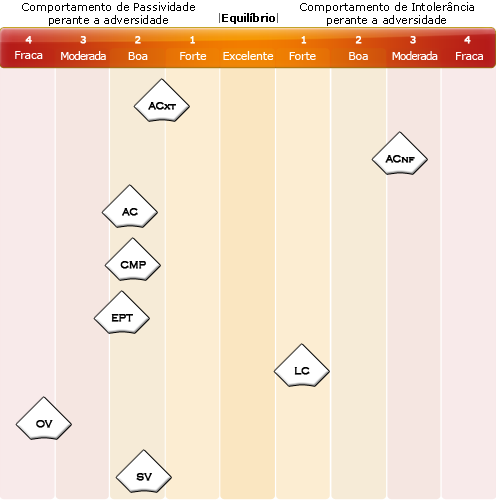 Comportamento de Passividade
perante a adversidade
|Equilíbrio|
Comportamento de Intolerância
perante a adversidade
4 3 2 1 1 2 3 4
Fraca Moderada Boa Forte Excelente Forte Boa Moderada Fraca
ACXT
ACNF
AC
CMP
EPT
LC
OV
SV